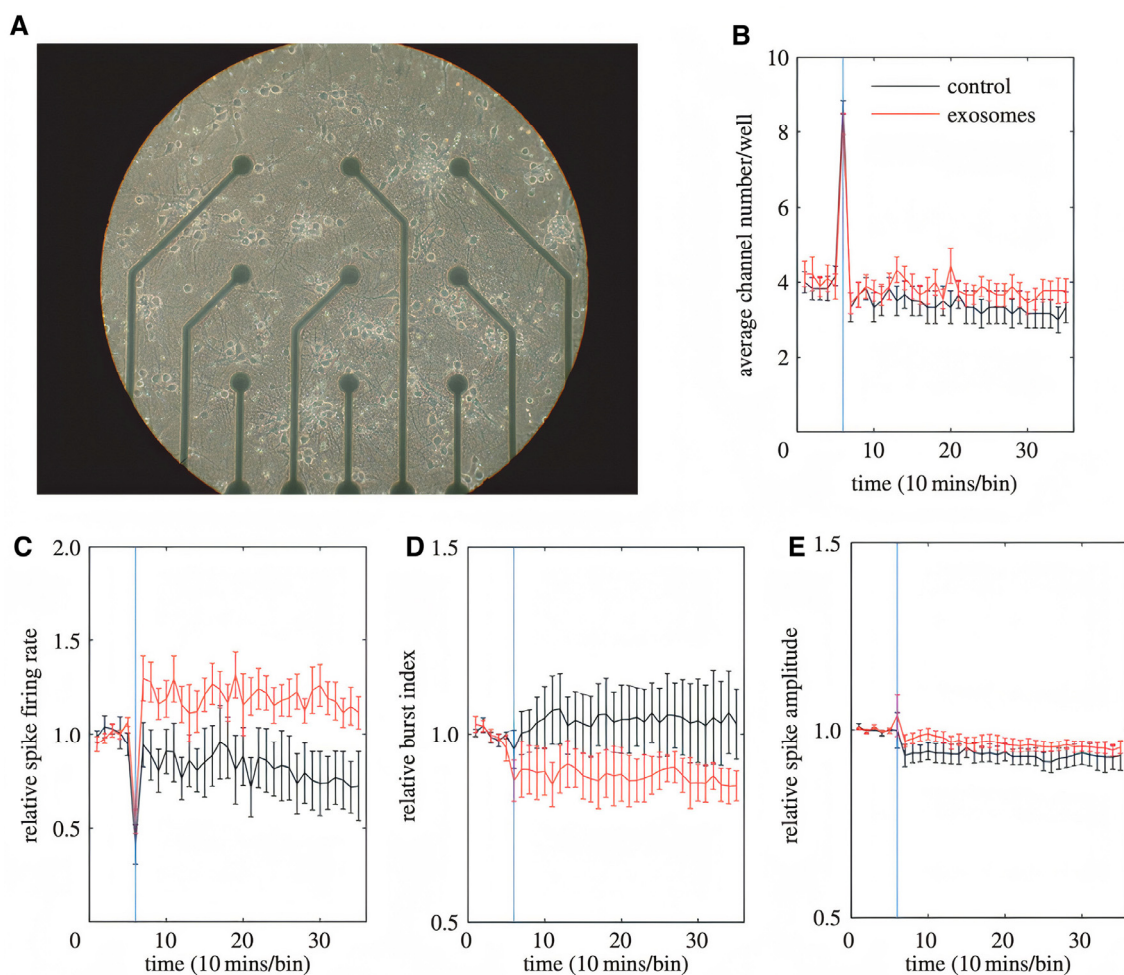 A
B
10
8
6
4
2
0
10
20
30
average channel number/well
time (10 mins/bin)
control
exosomes
C
2.0
1.5
1.0
0.5
0
10
20
30
relative spike firing rate
time (10 mins/bin)
D
1.5
1.0
0.5
0
10
20
30
relative burst index
time (10 mins/bin)
E
1.5
1.0
0.5
0
10
20
30
relative spike amplitude
time (10 mins/bin)